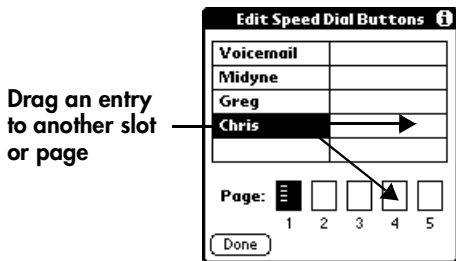 Edit Speed Dial Buttons i
Voicemail
Midyne
Greg
Chris
Drag an entry
to another slot
or page
Page:
1 2 3 4 5
Done